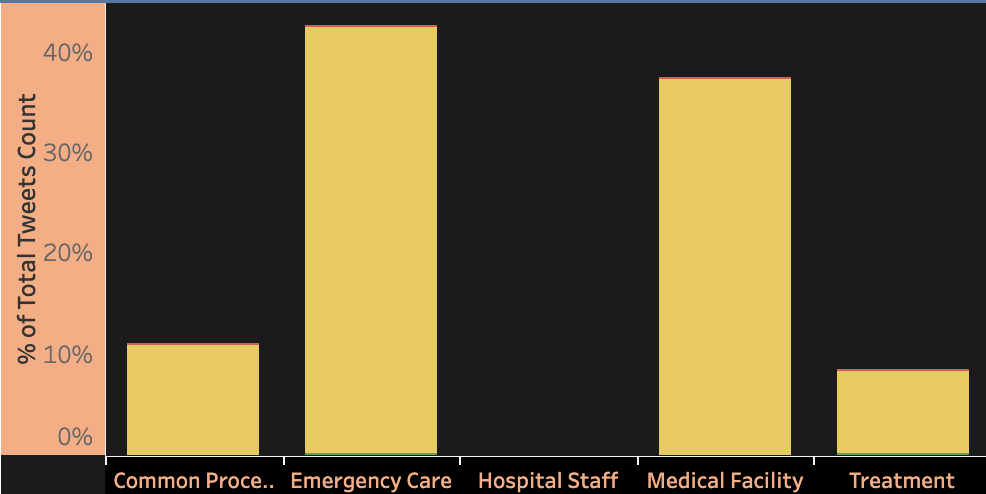 % of Total Tweets Count
40%
30%
20%
10%
0%
Common Proce..
Emergency Care
Hospital Staff
Medical Facility
Treatment